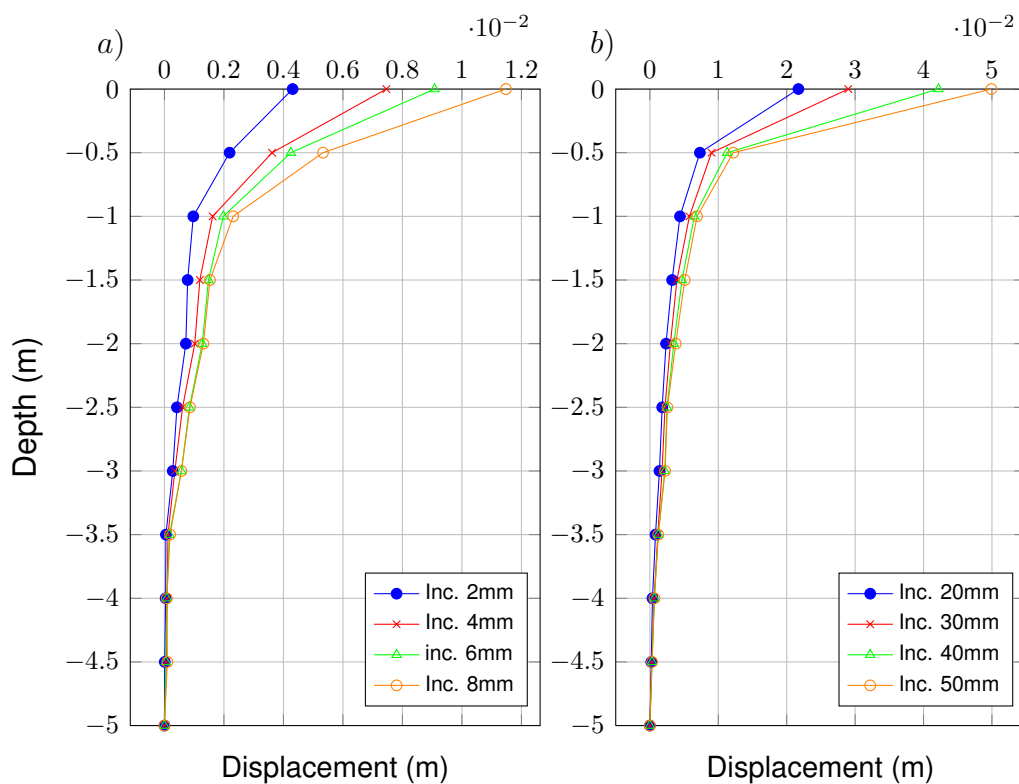 ·10⁻² ·10⁻²
a) b)
0 0.2 0.4 0.6 0.8 1 1.2 0 1 2 3 4 5
0 0
−0.5 −0.5
−1 −1
−1.5 −1.5
−2 −2
−2.5 −2.5
−3 −3
−3.5 −3.5
−4 −4
−4.5 −4.5
−5 −5
Depth (m)
Inc. 2mm
Inc. 4mm
inc. 6mm
Inc. 8mm
Inc. 20mm
Inc. 30mm
Inc. 40mm
Inc. 50mm
Displacement (m) Displacement (m)